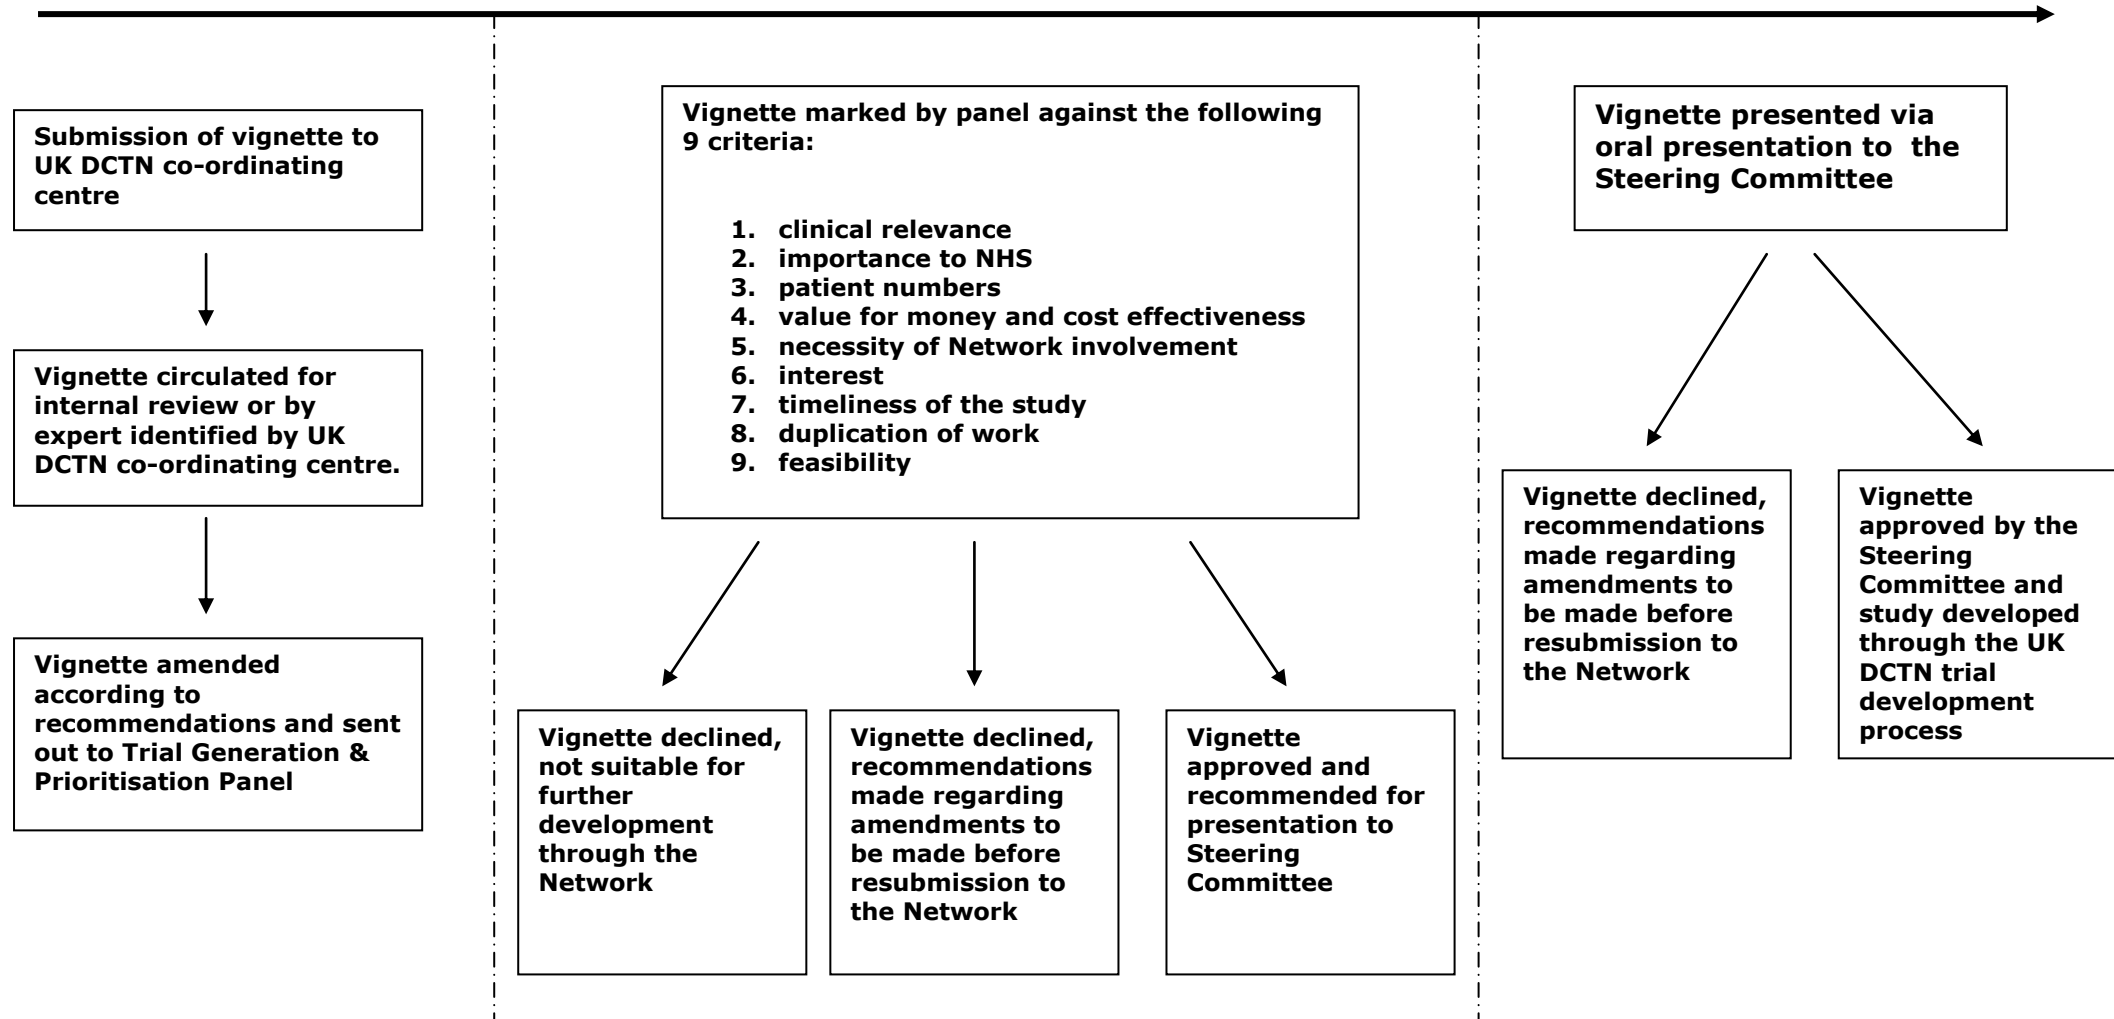 Submission of vignette to
UK DCTN co-ordinating
centre
Vignette circulated for
internal review or by
expert identified by UK
DCTN co-ordinating centre.
Vignette amended
according to
recommendations and sent
out to Trial Generation &
Prioritisation Panel
Vignette marked by panel against the following
9 criteria:
1. clinical relevance
2. importance to NHS
3. patient numbers
4. value for money and cost effectiveness
5. necessity of Network involvement
6. interest
7. timeliness of the study
8. duplication of work
9. feasibility
Vignette declined,
not suitable for
further
development
through the
Network
Vignette declined,
recommendations
made regarding
amendments to
be made before
resubmission to
the Network
Vignette
approved and
recommended for
presentation to
Steering
Committee
Vignette presented via
oral presentation to the
Steering Committee
Vignette declined,
recommendations
made regarding
amendments to
be made before
resubmission to
the Network
Vignette
approved by the
Steering
Committee and
study developed
through the UK
DCTN trial
development
process